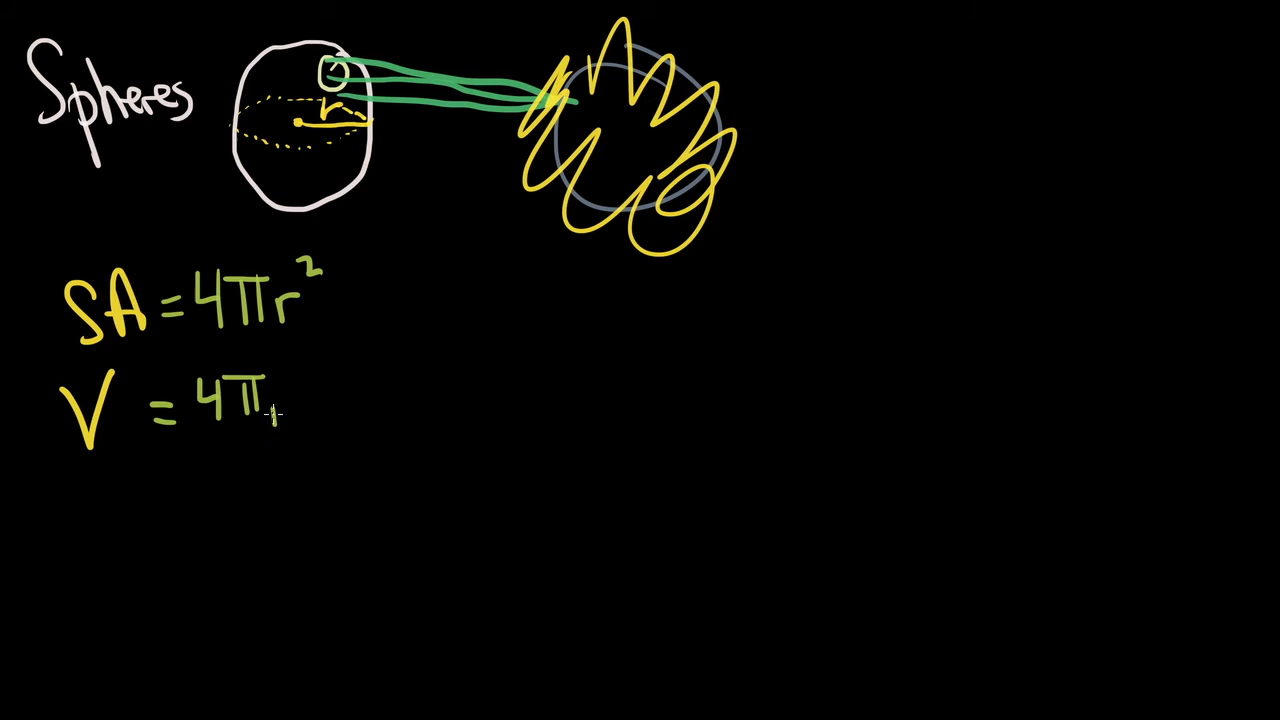 Spheres
r
SA = 4πr²
V = 4π